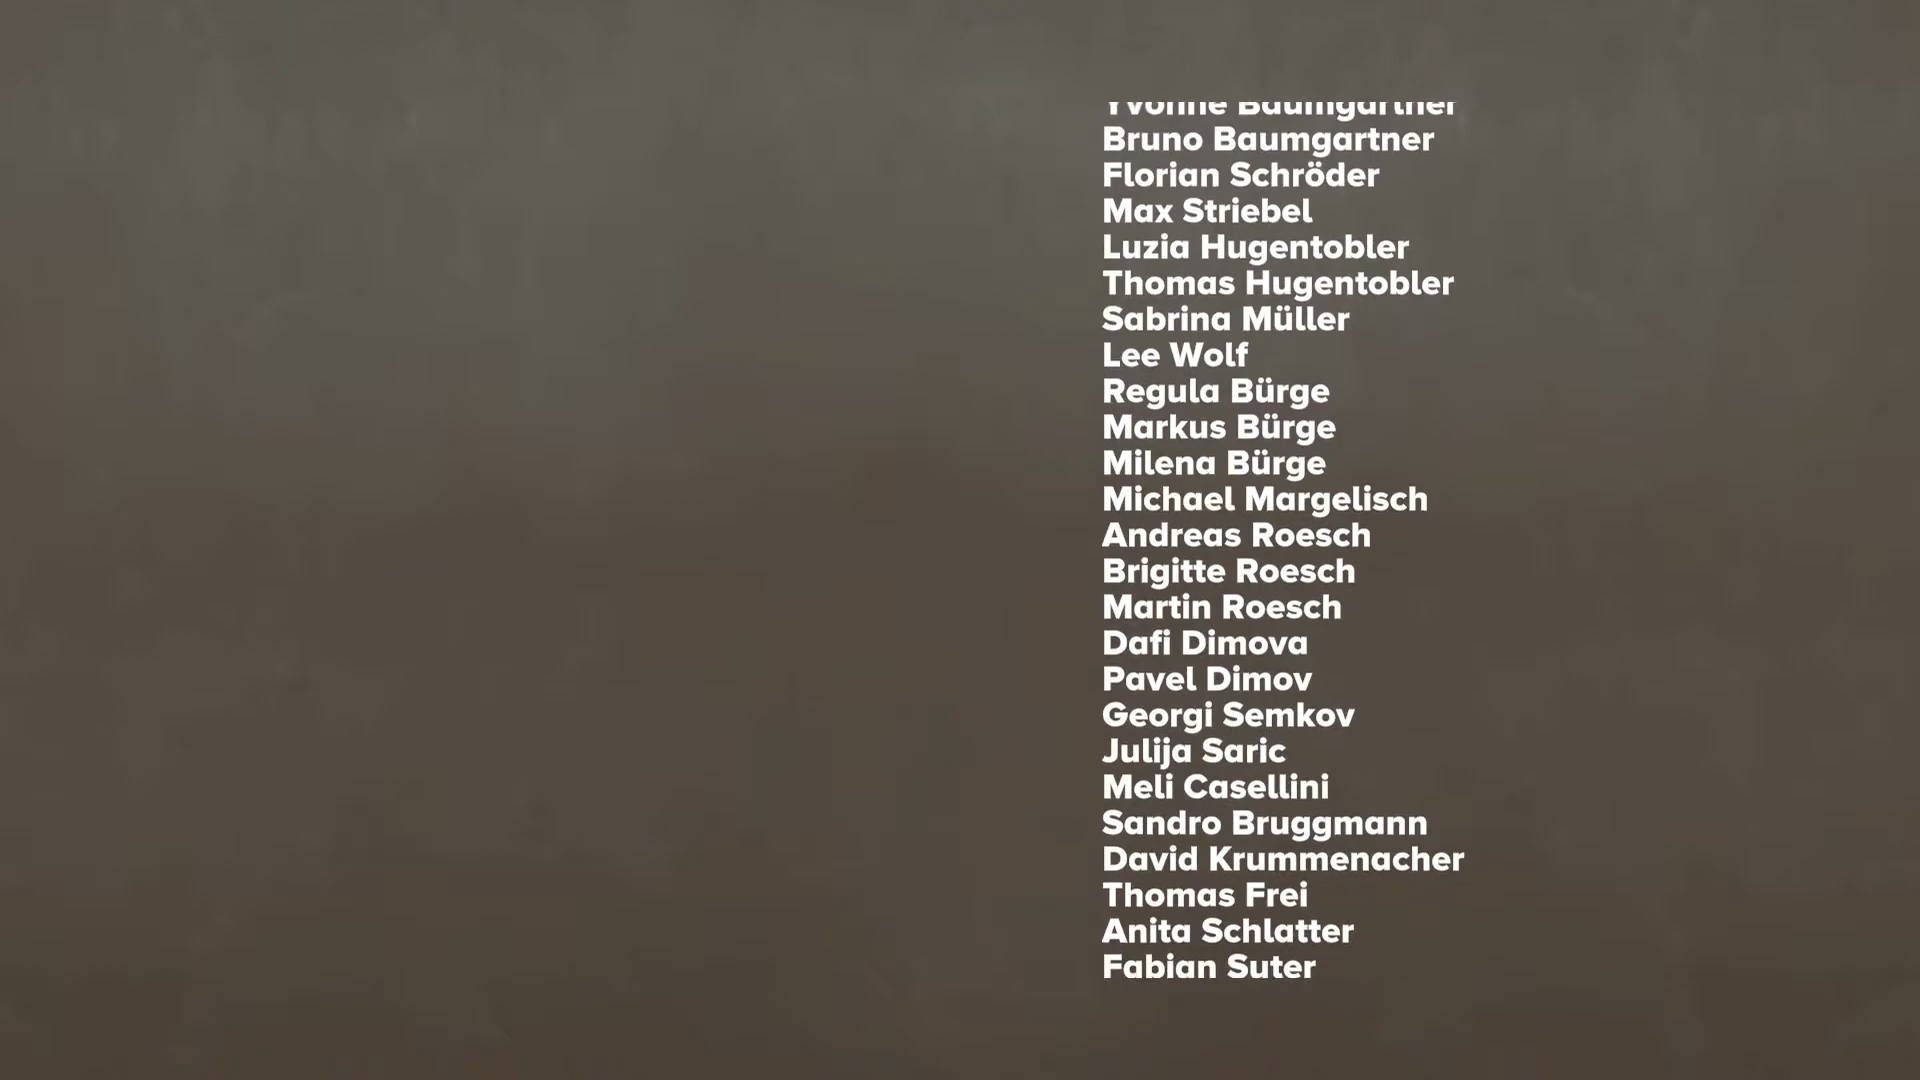 Yvonne Baumgartner
Bruno Baumgartner
Florian Schröder
Max Striebel
Luzia Hugentobler
Thomas Hugentobler
Sabrina Müller
Lee Wolf
Regula Bürge
Markus Bürge
Milena Bürge
Michael Margelisch
Andreas Roesch
Brigitte Roesch
Martin Roesch
Dafi Dimova
Pavel Dimov
Georgi Semkov
Julija Saric
Meli Casellini
Sandro Bruggmann
David Krummenacher
Thomas Frei
Anita Schlatter
Fabian Suter